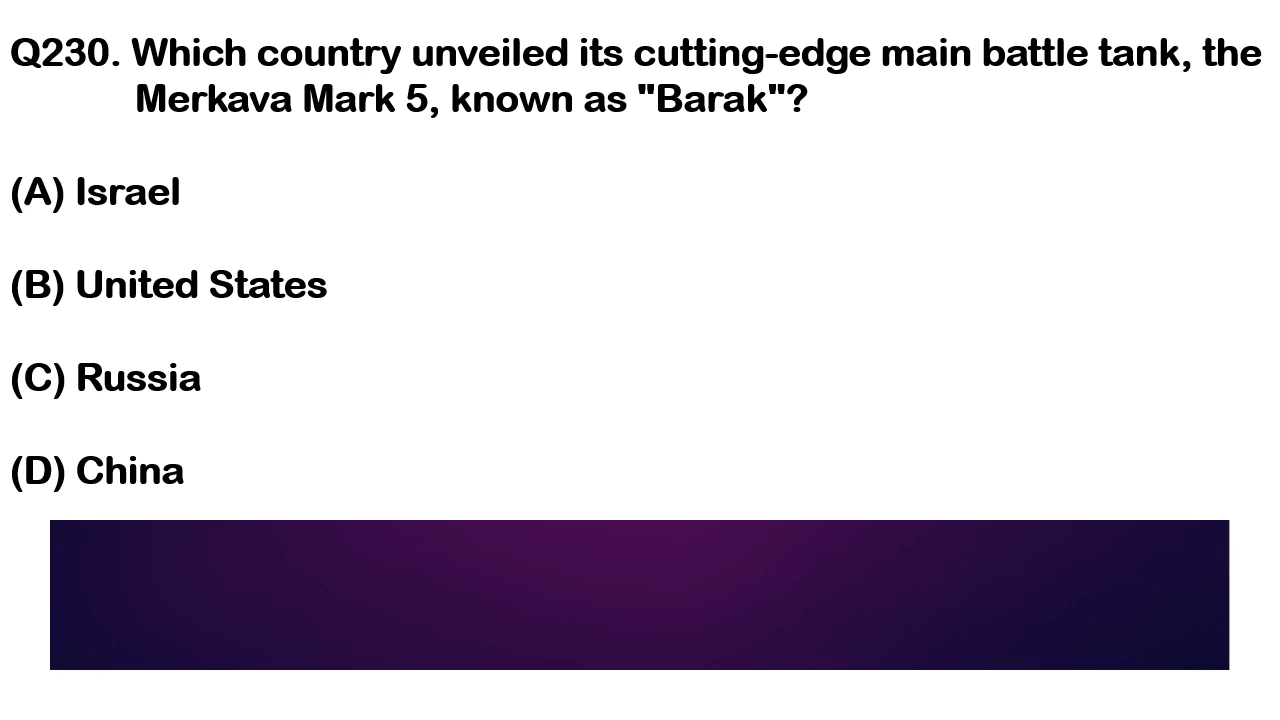 Q230. Which country unveiled its cutting-edge main battle tank, the
Merkava Mark 5, known as "Barak"?
(A) Israel
(B) United States
(C) Russia
(D) China